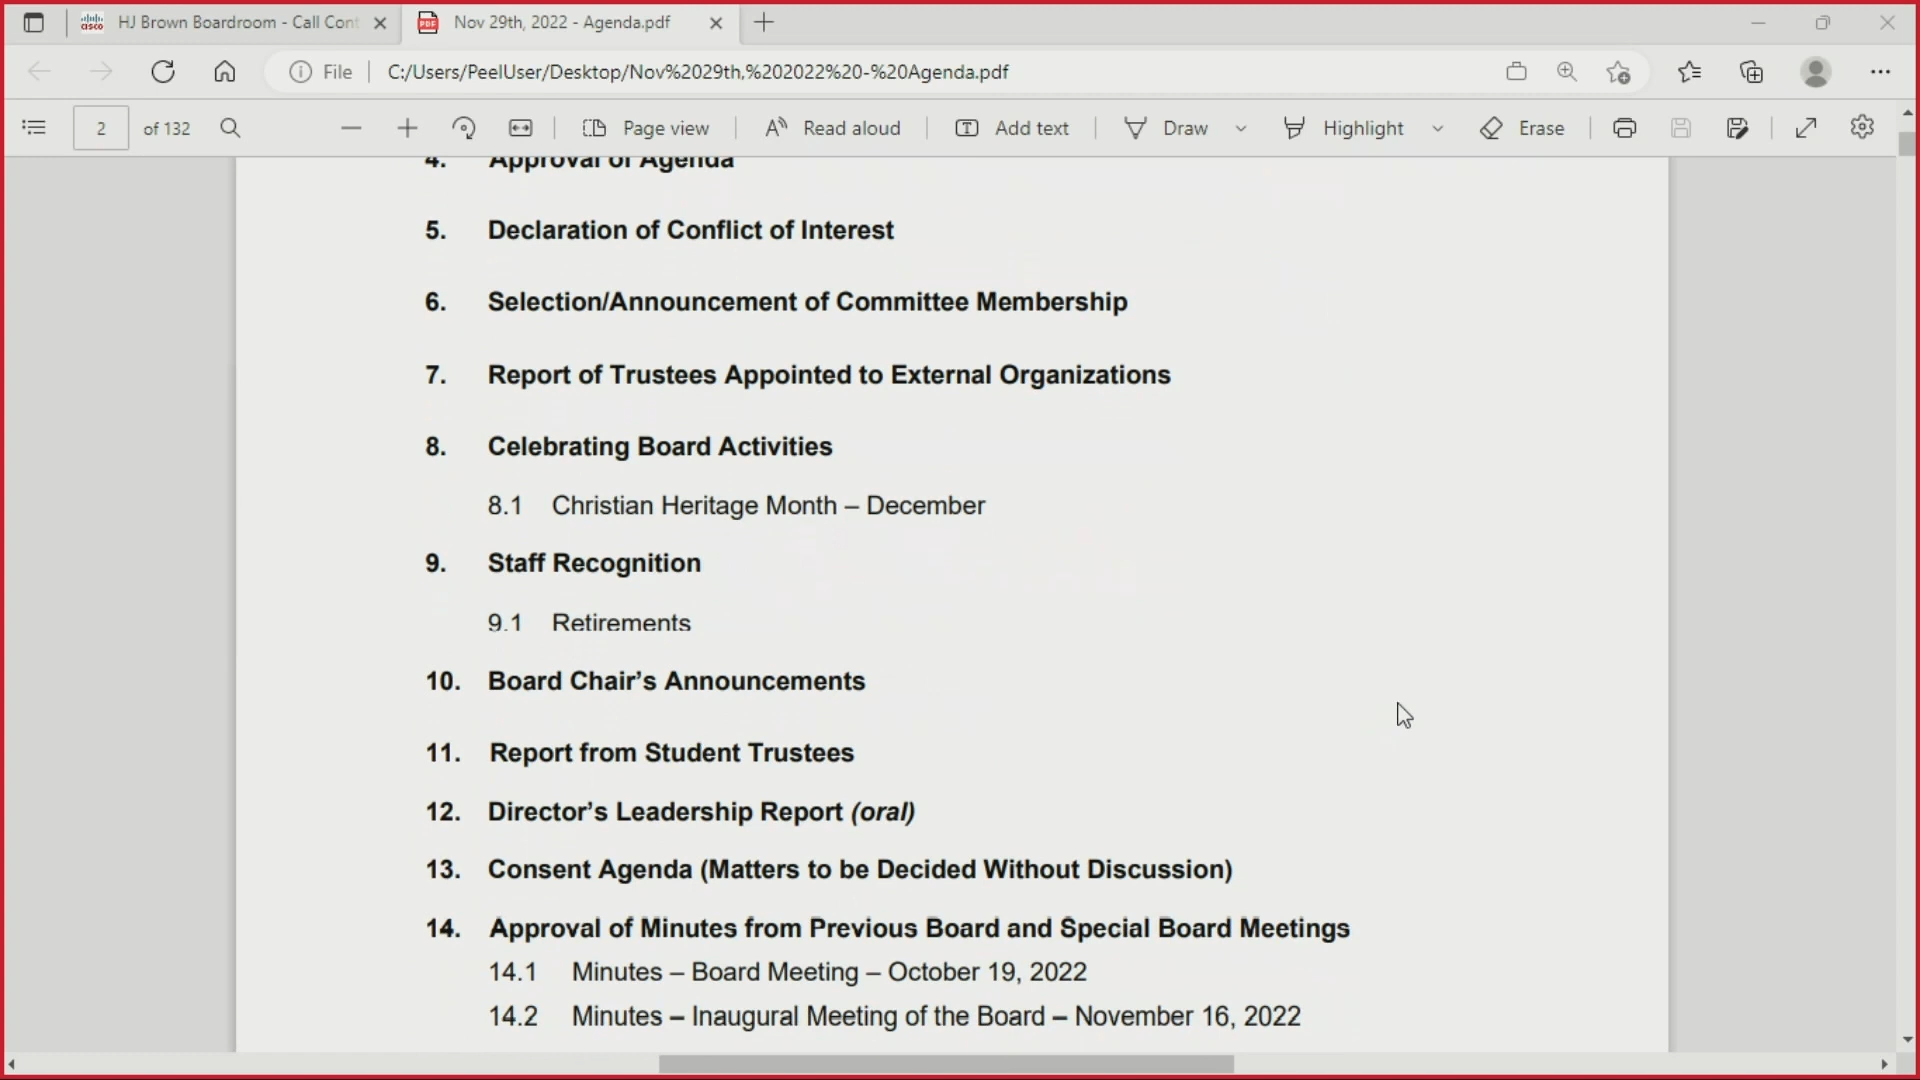 HJ Brown Boardroom - Call Cont
Nov 29th, 2022 - Agenda.pdf
File
C:/Users/PeelUser/Desktop/Nov%2029th,%202022%20-%20Agenda.pdf
2 of 132
Page view
Read aloud
Add text
Draw
Highlight
Erase
4. Approval of Agenda
5. Declaration of Conflict of Interest
6. Selection/Announcement of Committee Membership
7. Report of Trustees Appointed to External Organizations
8. Celebrating Board Activities
8.1 Christian Heritage Month – December
9. Staff Recognition
9.1 Retirements
10. Board Chair’s Announcements
11. Report from Student Trustees
12. Director’s Leadership Report (oral)
13. Consent Agenda (Matters to be Decided Without Discussion)
14. Approval of Minutes from Previous Board and Special Board Meetings
14.1 Minutes – Board Meeting – October 19, 2022
14.2 Minutes – Inaugural Meeting of the Board – November 16, 2022